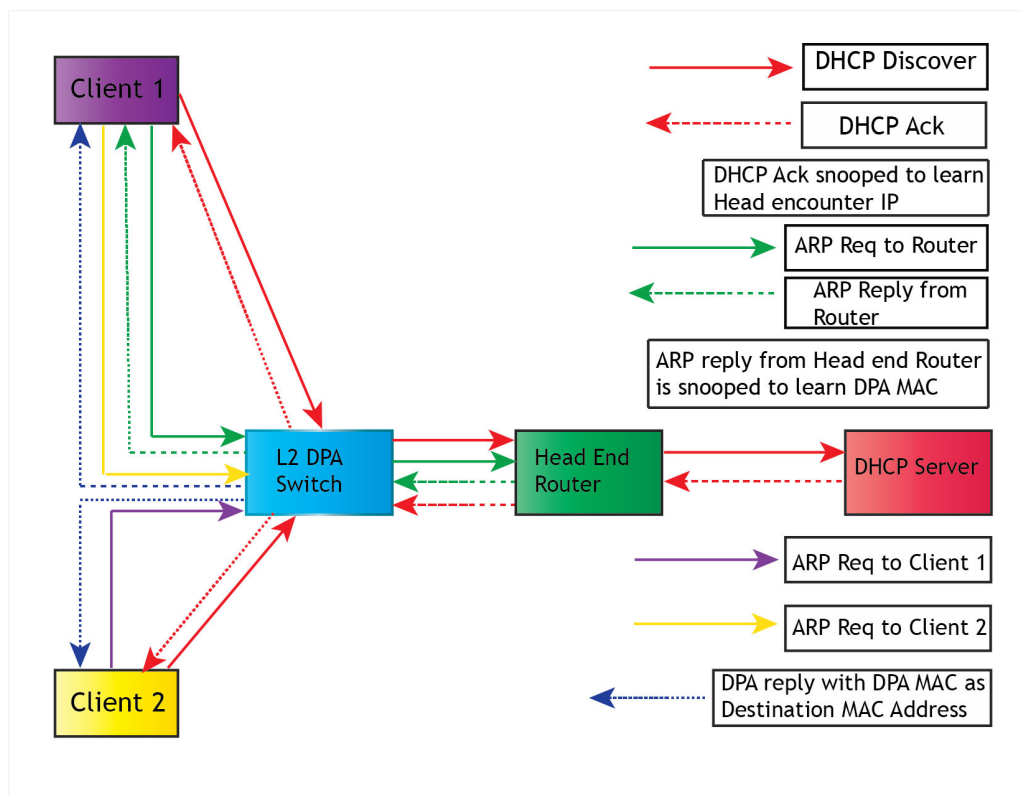 Client 1
DHCP Discover
DHCP Ack
DHCP Ack snooped to learn
Head encounter IP
ARP Req to Router
ARP Reply from
Router
ARP reply from Head end Router
is snooped to learn DPA MAC
L2 DPA
Switch
Head End
Router
DHCP Server
ARP Req to Client 1
ARP Req to Client 2
Client 2
DPA reply with DPA MAC as
Destination MAC Address